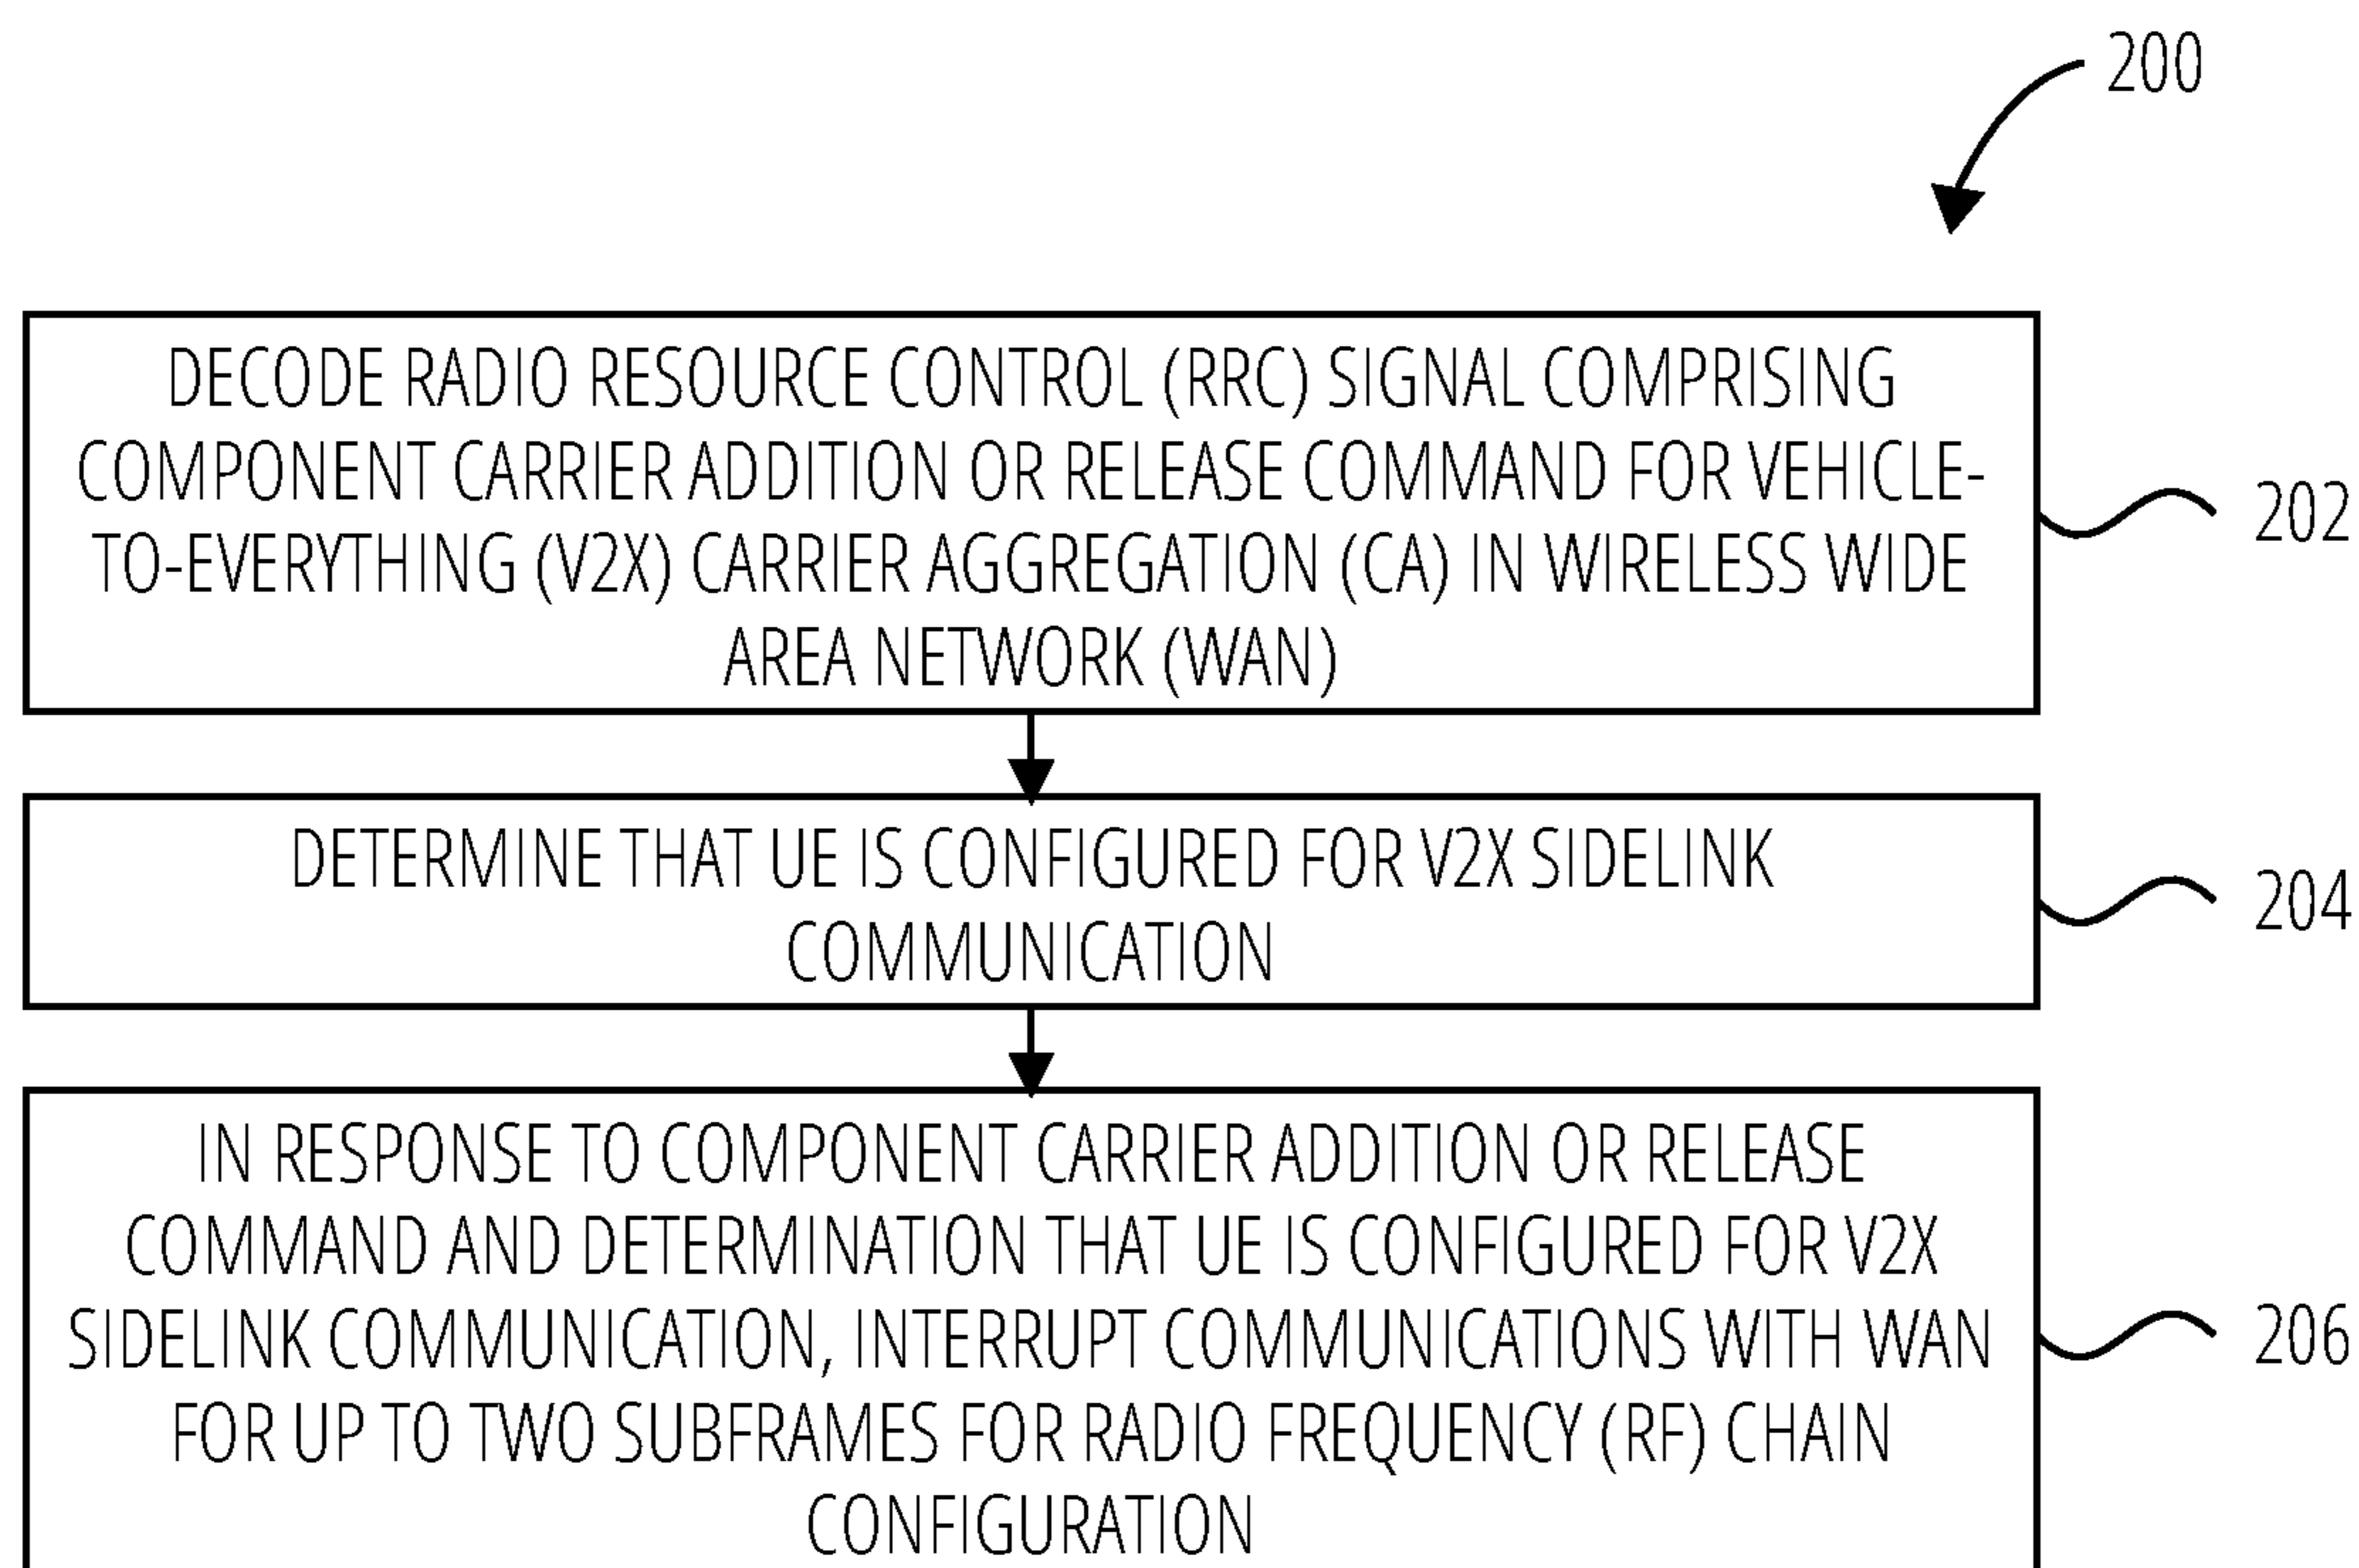 200
DECODE RADIO RESOURCE CONTROL (RRC) SIGNAL COMPRISING
COMPONENT CARRIER ADDITION OR RELEASE COMMAND FOR VEHICLE-
TO-EVERYTHING (V2X) CARRIER AGGREGATION (CA) IN WIRELESS WIDE
AREA NETWORK (WAN)
202
DETERMINE THAT UE IS CONFIGURED FOR V2X SIDELINK
COMMUNICATION
204
IN RESPONSE TO COMPONENT CARRIER ADDITION OR RELEASE
COMMAND AND DETERMINATION THAT UE IS CONFIGURED FOR V2X
SIDELINK COMMUNICATION, INTERRUPT COMMUNICATIONS WITH WAN
FOR UP TO TWO SUBFRAMES FOR RADIO FREQUENCY (RF) CHAIN
CONFIGURATION
206